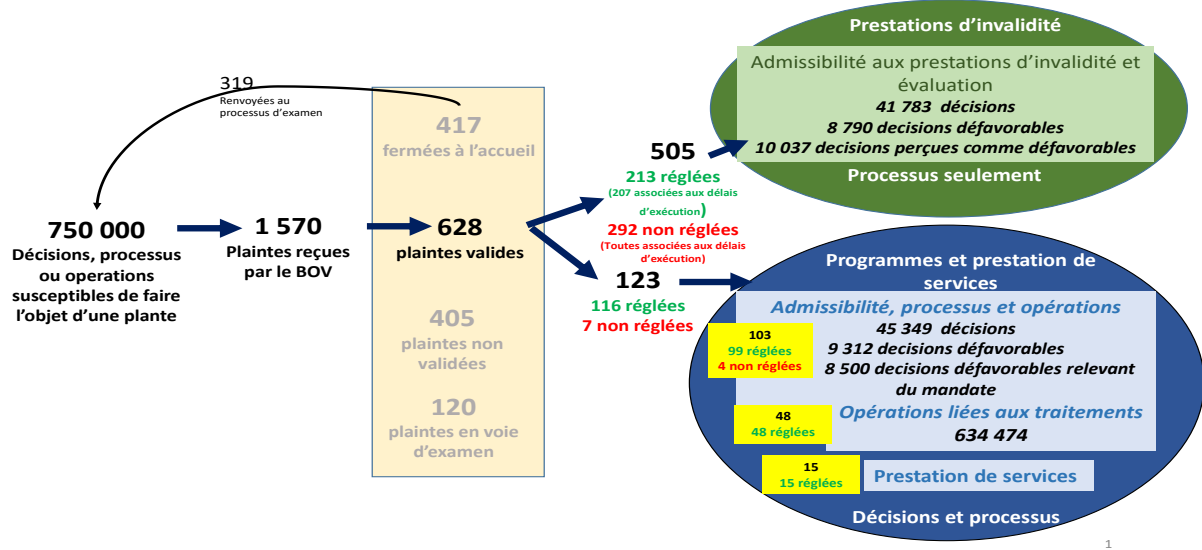 319
Renvoyées au
processus d'examen
750 000
Décisions, processus
ou operations
susceptibles de faire
l'objet d'une plante
1 570
Plaintes reçues
par le BOV
417
fermées à l'accueil
628
plaintes valides
405
plaintes non
validées
120
plaintes en voie
d'examen
505
213 réglées
(207 associées aux délais
d'exécution)
292 non réglées
(Toutes associées aux délais
d'exécution)
123
116 réglées
7 non réglées
Prestations d'invalidité
Admissibilité aux prestations d'invalidité et
évaluation
41 783 décisions
8 790 decisions défavorables
10 037 decisions perçues comme défavorables
Processus seulement
Programmes et prestation de
services
Admissibilité, processus et opérations
45 349 décisions
9 312 decisions défavorables
8 500 decisions défavorables relevant
du mandate
103
99 réglées
4 non réglées
Opérations liées aux traitements
634 474
48
48 réglées
15
15 réglées
Prestation de services
Décisions et processus
1